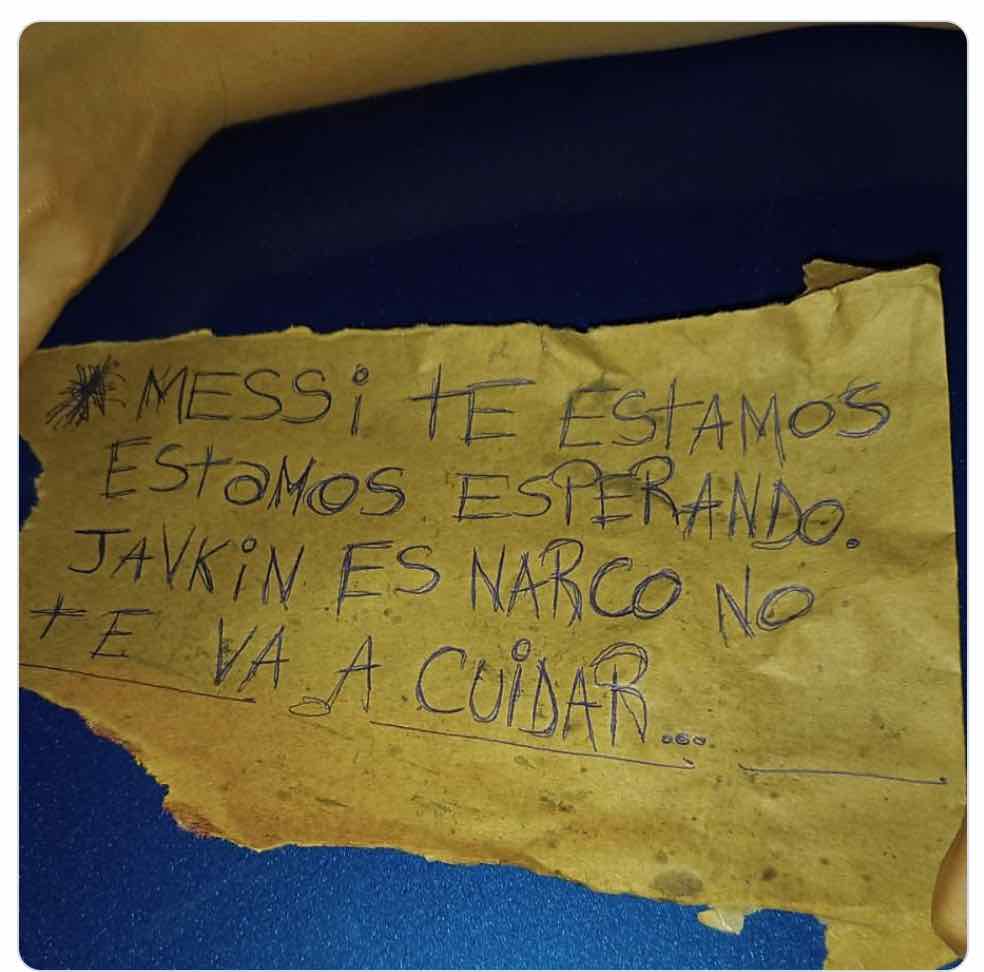 MESSi tE EStAMOS
EStaMOS ESPERANDO.
JAVKiN ES NARCO NO
tE VA A CUiDAR...